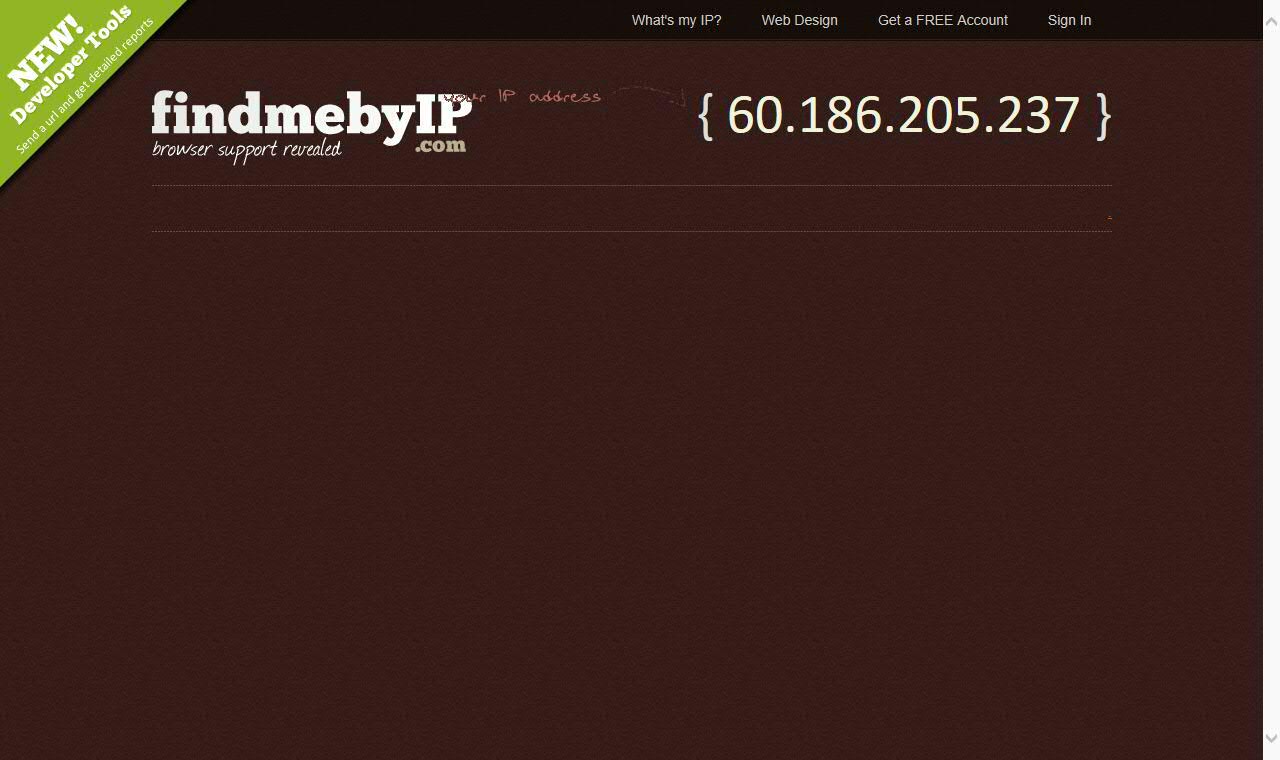 What's my IP? Web Design Get a FREE Account Sign In
NEW!
Developer Tools
Send a url and get detailed reports
findmebyIP
.com
browser support revealed
your IP address
{ 60.186.205.237 }